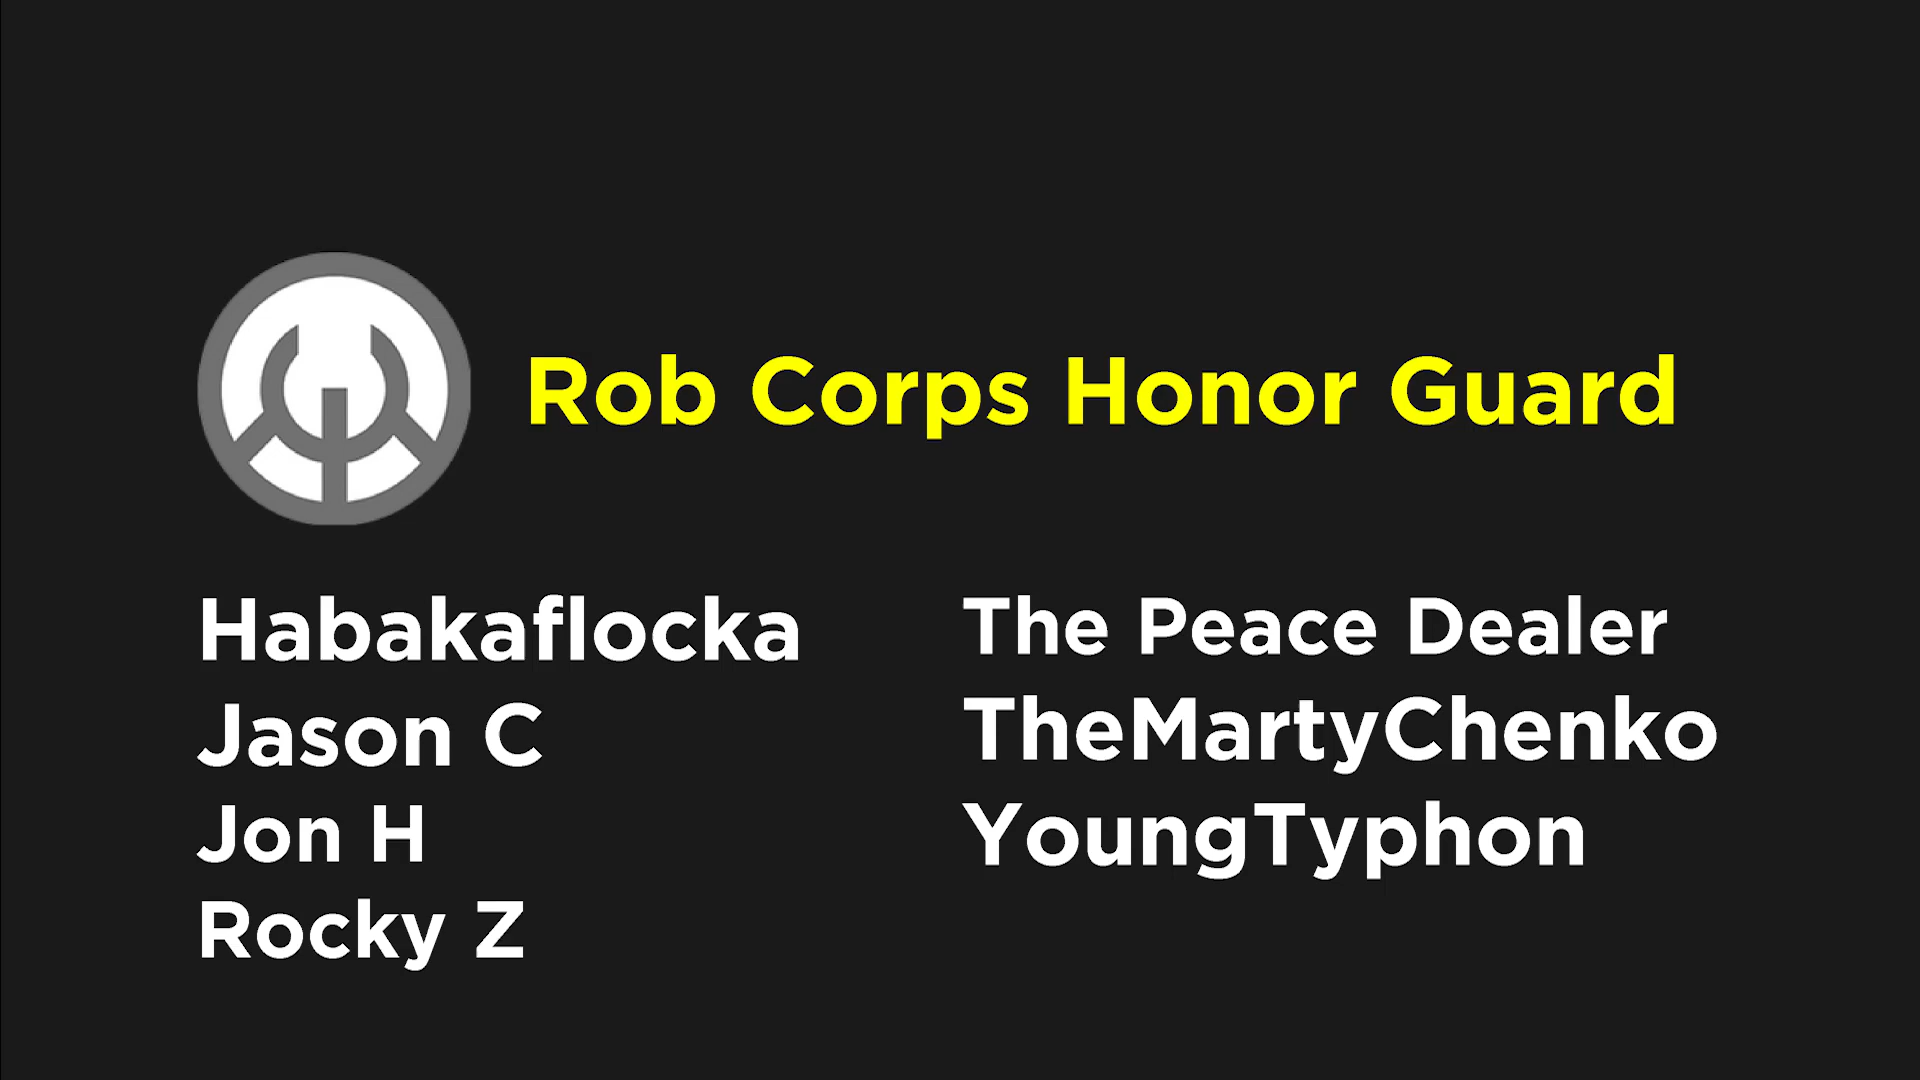 Rob Corps Honor Guard
Habakaflocka
Jason C
Jon H
Rocky Z
The Peace Dealer
TheMartyChenko
YoungTyphon